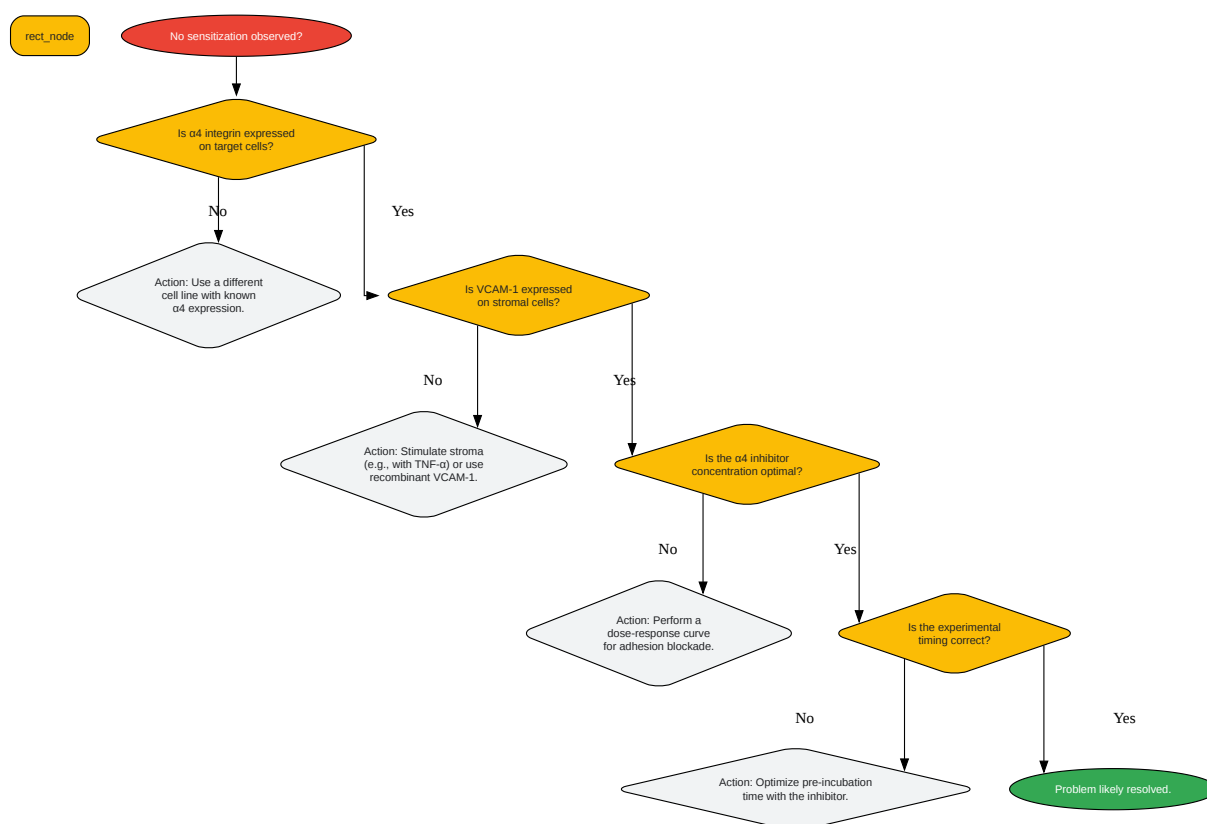 rect_node
No sensitization observed?
Is α4 integrin expressed
on target cells?
No
Yes
Action: Use a different
cell line with known
α4 expression.
Is VCAM-1 expressed
on stromal cells?
No
Yes
Action: Stimulate stroma
(e.g., with TNF-α) or use
recombinant VCAM-1.
Is the α4 inhibitor
concentration optimal?
No
Yes
Action: Perform a
dose-response curve
for adhesion blockade.
Is the experimental
timing correct?
No
Yes
Action: Optimize pre-incubation
time with the inhibitor.
Problem likely resolved.